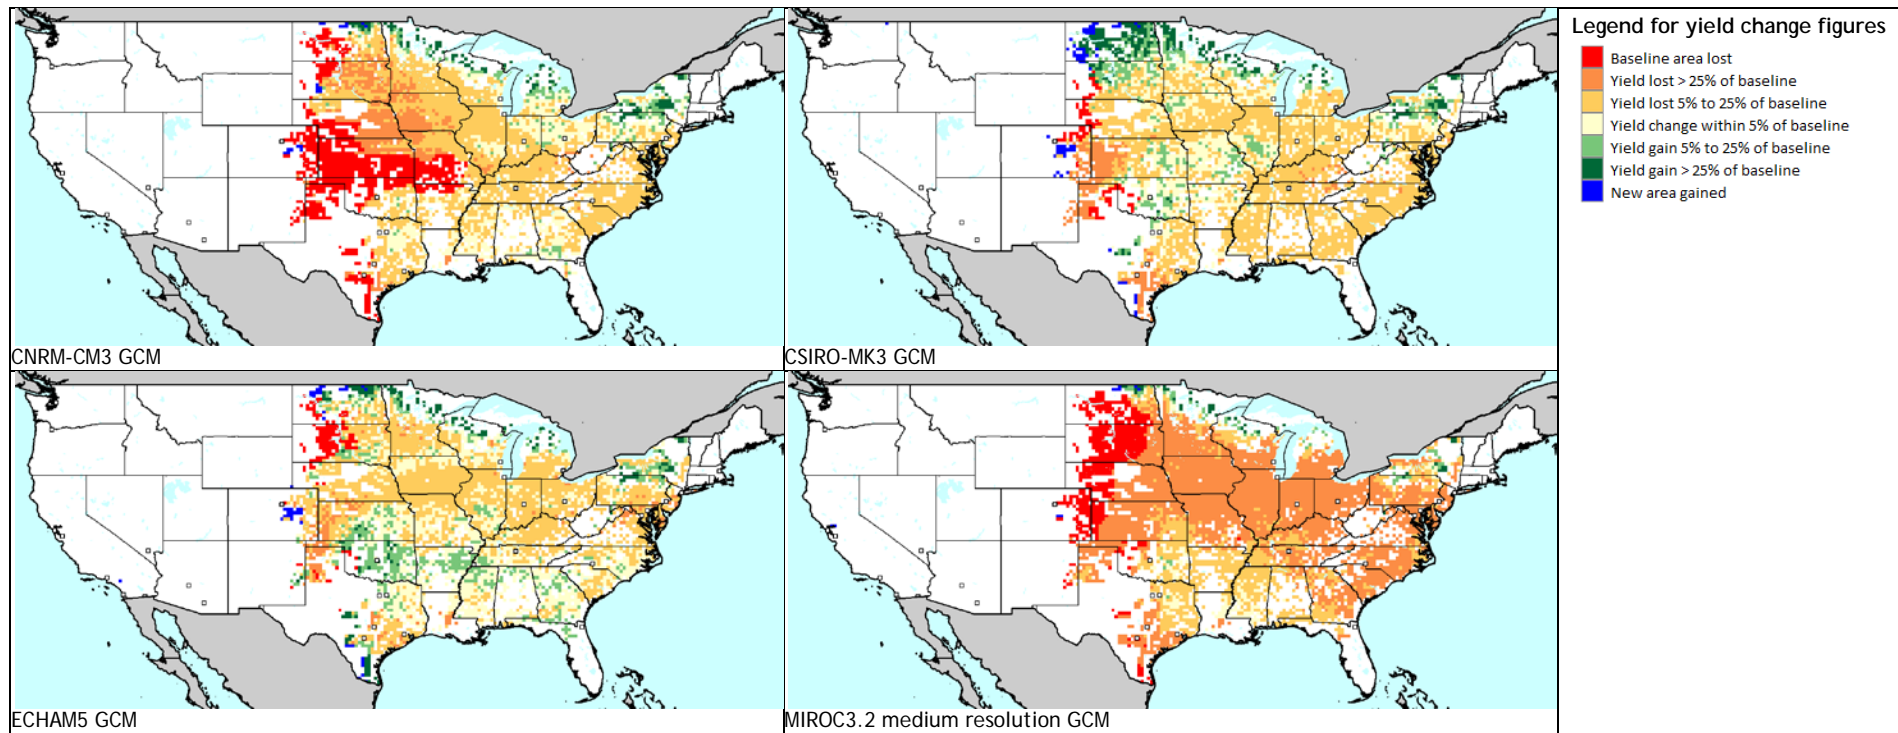 CNRM-CM3 GCM
CSIRO-MK3 GCM
Legend for yield change figures
Baseline area lost
Yield lost > 25% of baseline
Yield lost 5% to 25% of baseline
Yield change within 5% of baseline
Yield gain 5% to 25% of baseline
Yield gain > 25% of baseline
New area gained
ECHAM5 GCM
MIROC3.2 medium resolution GCM